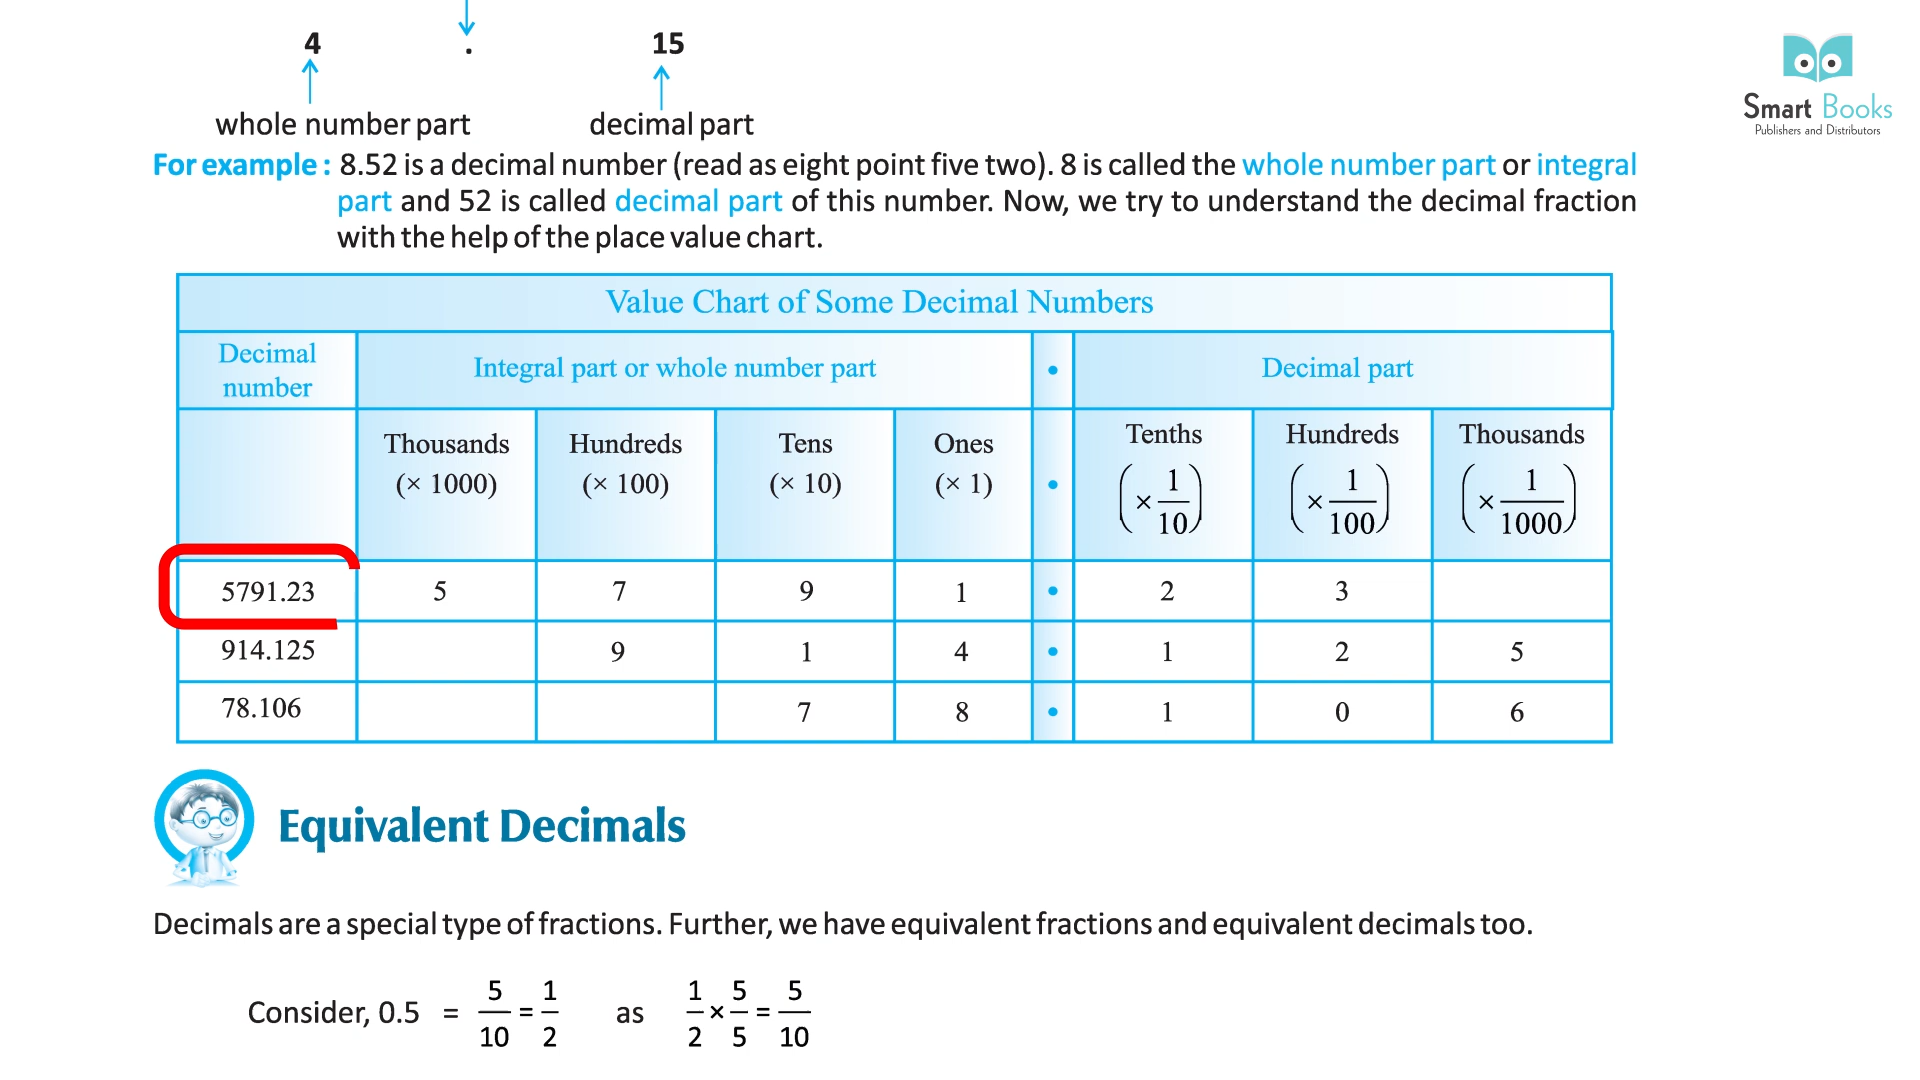 4 . 15
whole number part decimal part
Smart Books
Publishers and Distributors
For example : 8.52 is a decimal number (read as eight point five two). 8 is called the whole number part or integral
part and 52 is called decimal part of this number. Now, we try to understand the decimal fraction
with the help of the place value chart.
Value Chart of Some Decimal Numbers
Decimal number Integral part or whole number part • Decimal part
Thousands Hundreds Tens Ones • Tenths Hundreds Thousands
(× 1000) (× 100) (× 10) (× 1) (× 1/10) (× 1/100) (× 1/1000)
5791.23 5 7 9 1 • 2 3
914.125 9 1 4 • 1 2 5
78.106 7 8 • 1 0 6
Equivalent Decimals
Decimals are a special type of fractions. Further, we have equivalent fractions and equivalent decimals too.
Consider, 0.5 = 5/10 = 1/2 as 1/2 × 5/5 = 5/10